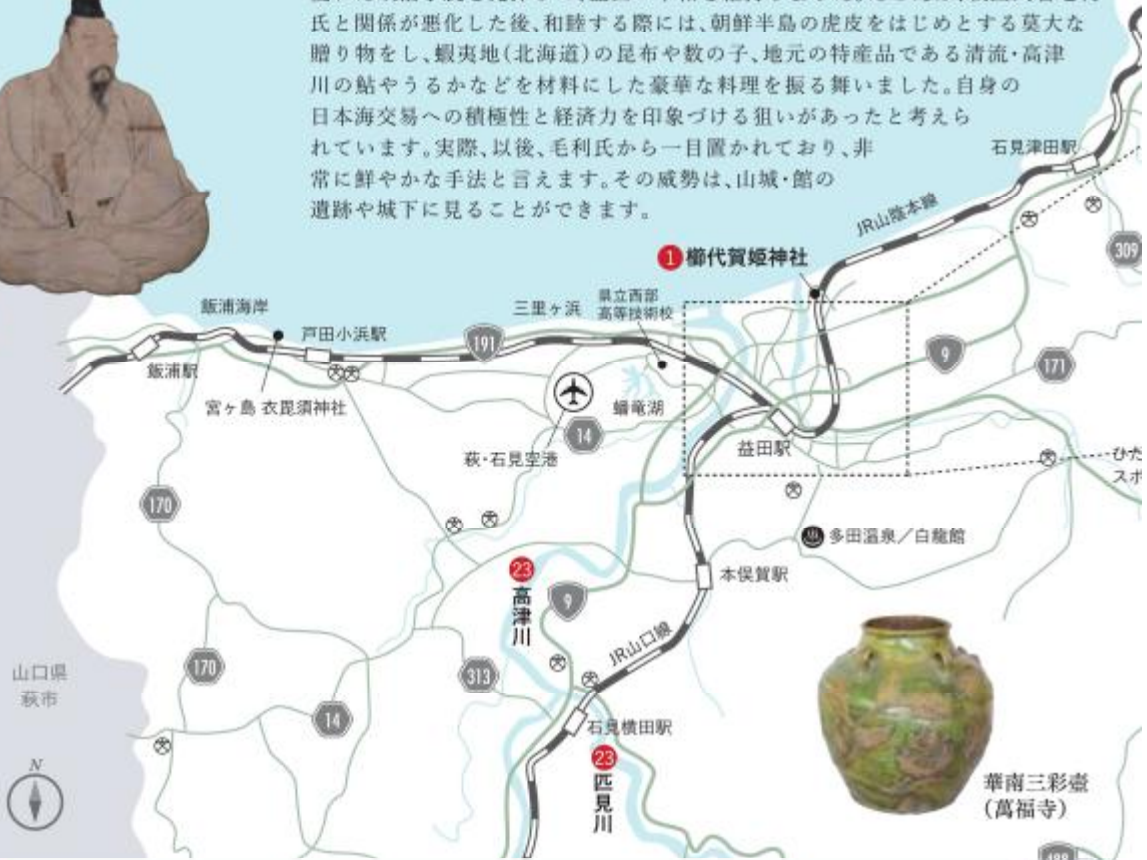 氏と関係が悪化した後、和睦する際には、朝鮮半島の虎皮をはじめとする莫大な
贈り物をし、蝦夷地(北海道)の昆布や数の子、地元の特産品である清流・高津
川の鮎やうるかなどを材料にした豪華な料理を振る舞いました。自身の
日本海交易への積極性と経済力を印象づける狙いがあったと考えら
れています。実際、以後、毛利氏から一目置かれており、非
常に鮮やかな手法と言えます。その威勢は、山城・館の
遺跡や城下に見ることができます。
石見津田駅
JR山陰本線
309
1 櫛代賀姫神社
飯浦海岸
三里ヶ浜
県立西部
高等技術校
戸田小浜駅
191
9
171
飯浦駅
宮ヶ島 衣毘須神社
蟠竜湖
14
益田駅
萩・石見空港
ひだ
スポ
170
多田温泉/白龍館
23
高津川
9
本俣賀駅
JR山口線
170
313
山口県
萩市
14
石見横田駅
23
匹見川
N
華南三彩壺
(萬福寺)